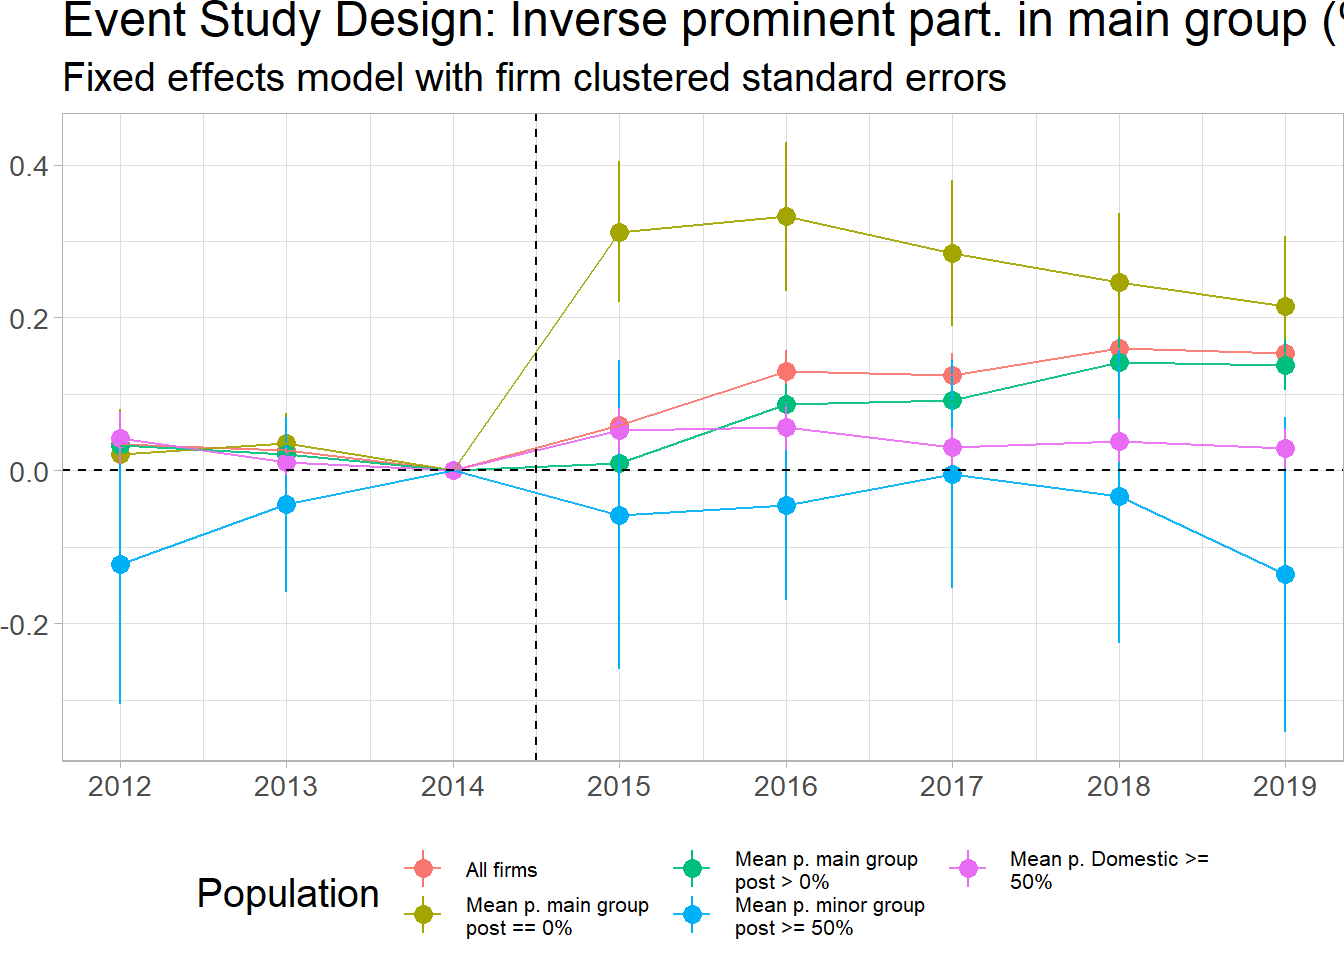 Event Study Design: Inverse prominent part. in main group (
Fixed effects model with firm clustered standard errors
0.4
0.2
0.0
-0.2
2012 2013 2014 2015 2016 2017 2018 2019
Population
All firms
Mean p. main group
post == 0%
Mean p. main group
post > 0%
Mean p. minor group
post >= 50%
Mean p. Domestic >=
50%